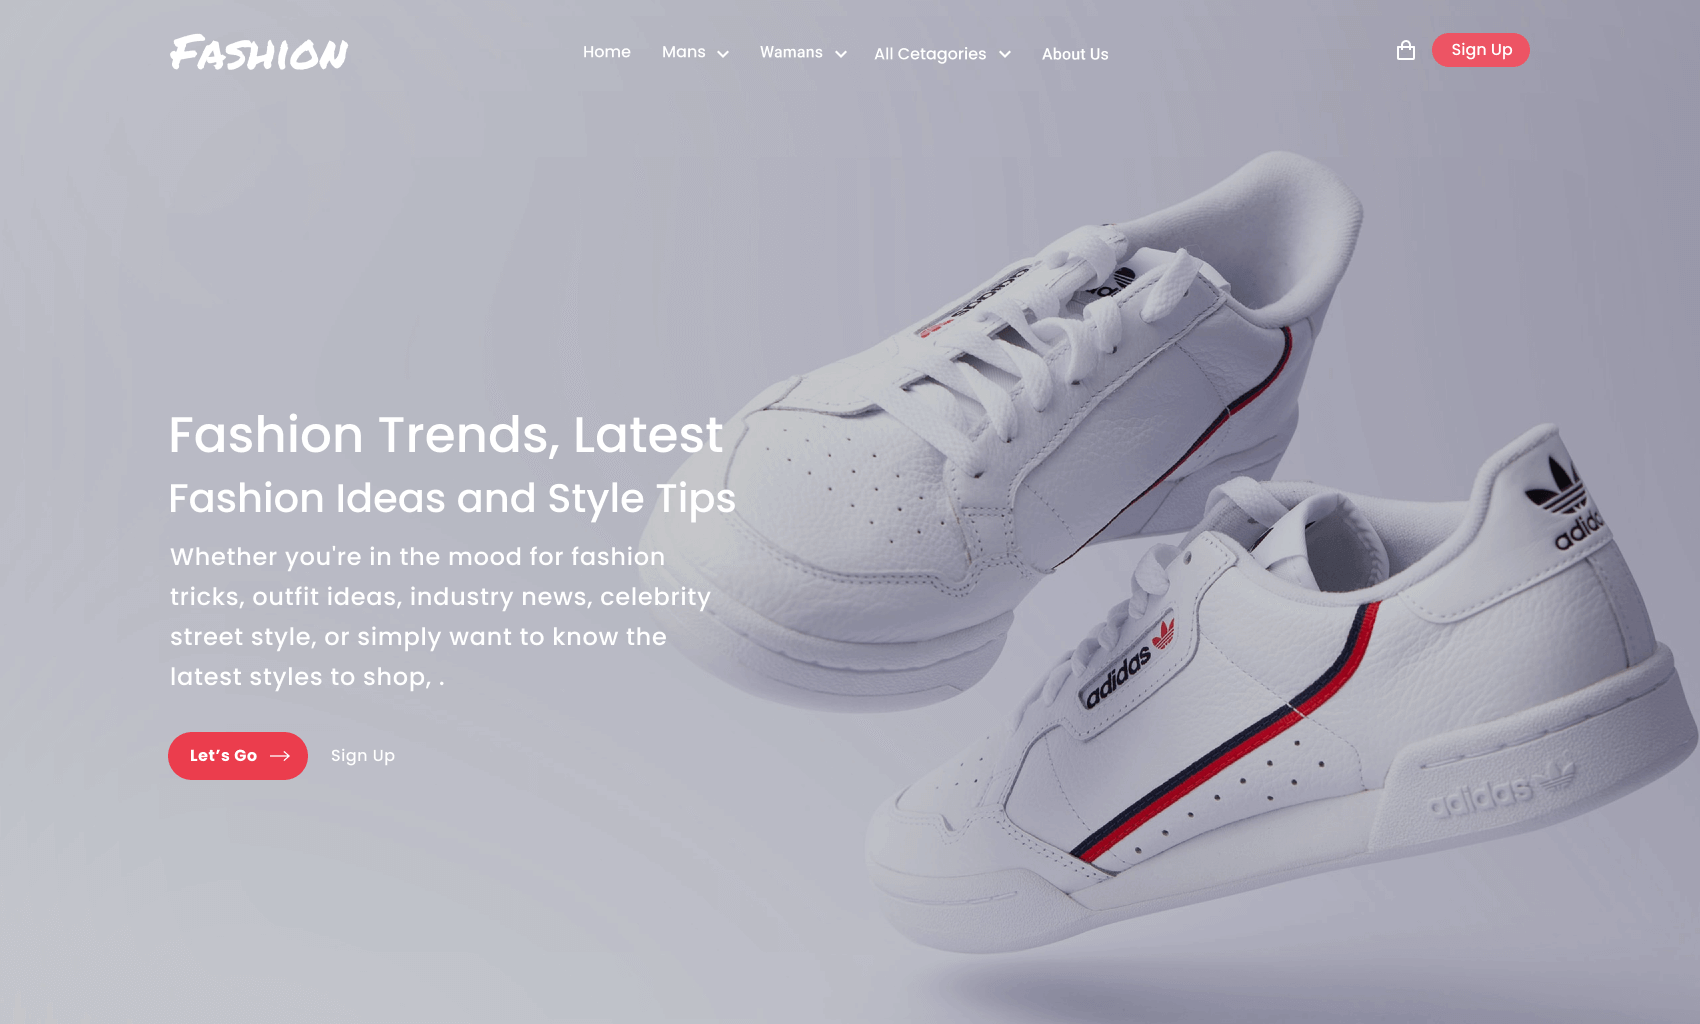 FASHION
Home Mans Wamans All Cetagories About Us
Sign Up
Fashion Trends, Latest
Fashion Ideas and Style Tips
Whether you're in the mood for fashion
tricks, outfit ideas, industry news, celebrity
street style, or simply want to know the
latest styles to shop, .
Let’s Go Sign Up
adidas
adidas
adidas
adidas